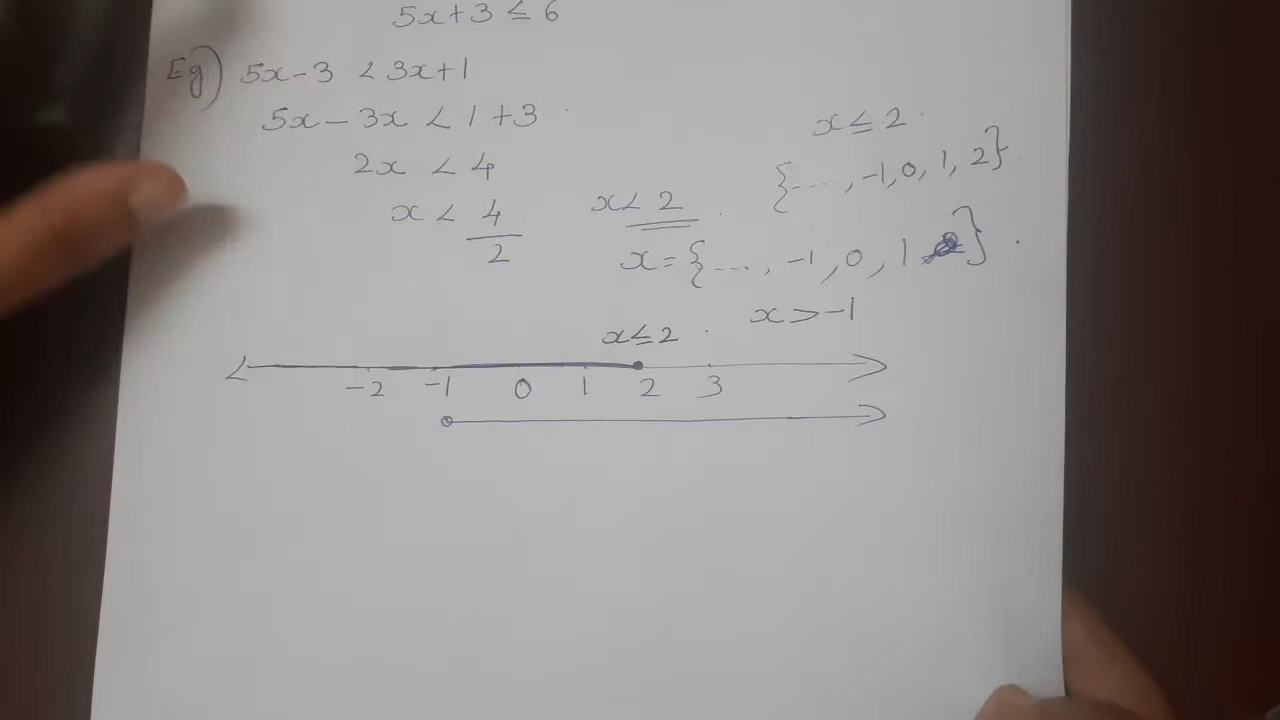 5x+3 ≤ 6
Eg) 5x-3 < 3x+1
5x - 3x < 1+3
2x < 4
x < 4/2
x < 2
x = {...., -1, 0, 1 }
x ≤ 2
{....., -1, 0, 1, 2}
x > -1
x ≤ 2
-2 -1 0 1 2 3